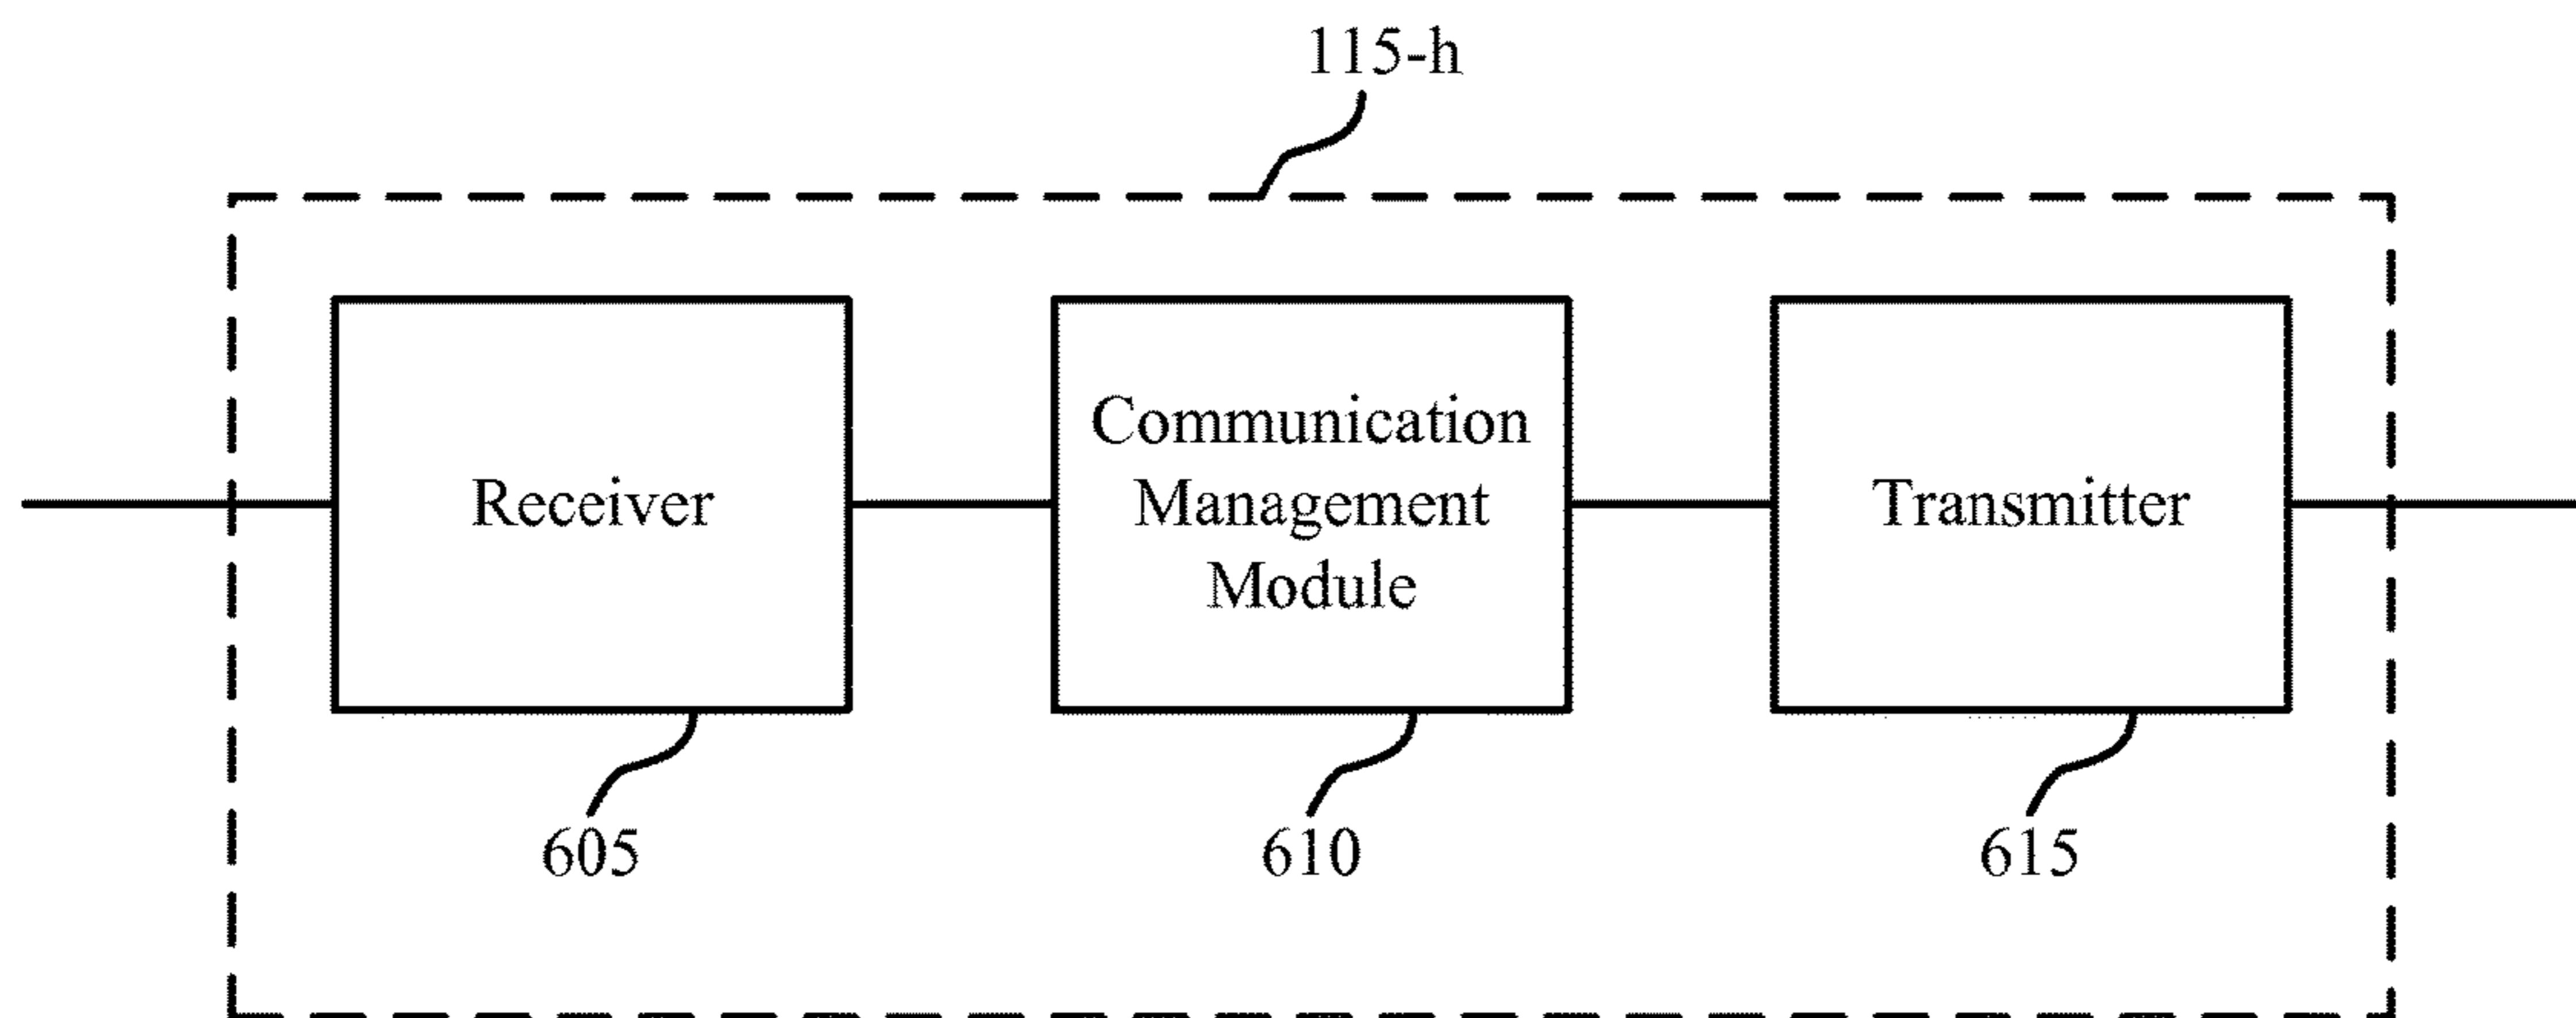 115-h
Receiver
Communication
Management
Module
Transmitter
605
610
615